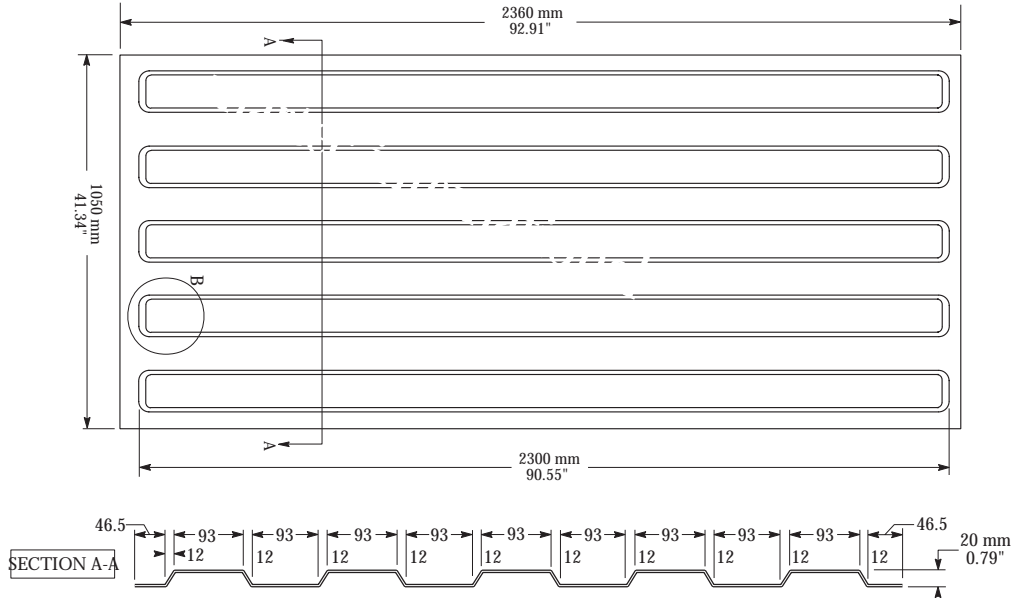 2360 mm
92.91"
A
1050 mm
41.34"
B
A
2300 mm
90.55"
46.5 93 93 93 93 93 93 93 93 93 46.5
12 12 12 12 12 12 12 12 12 12
SECTION A-A
20 mm
0.79"